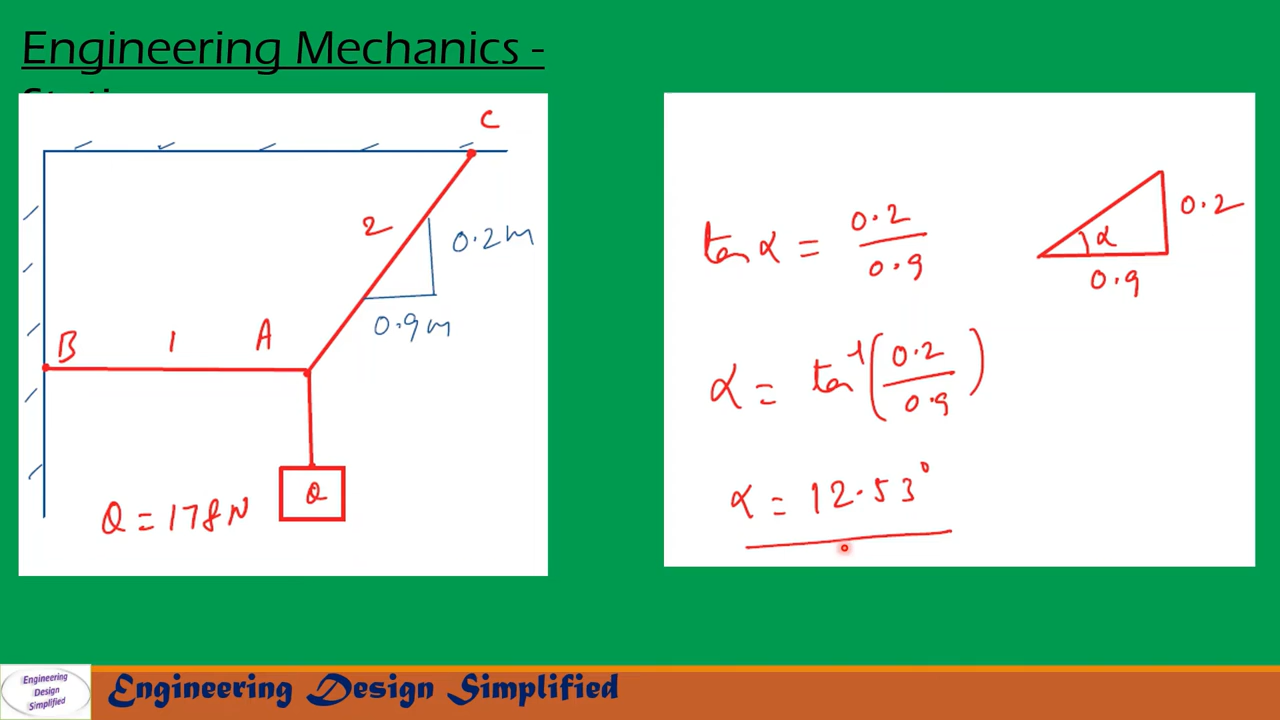 Engineering Mechanics -
C
2
0.2m
0.9m
B 1 A
Q
Q = 178N
tan α = 0.2 / 0.9
α
0.2
0.9
α = tan⁻¹(0.2 / 0.9)
α = 12.53°
Engineering
Design
Simplified
Engineering Design Simplified